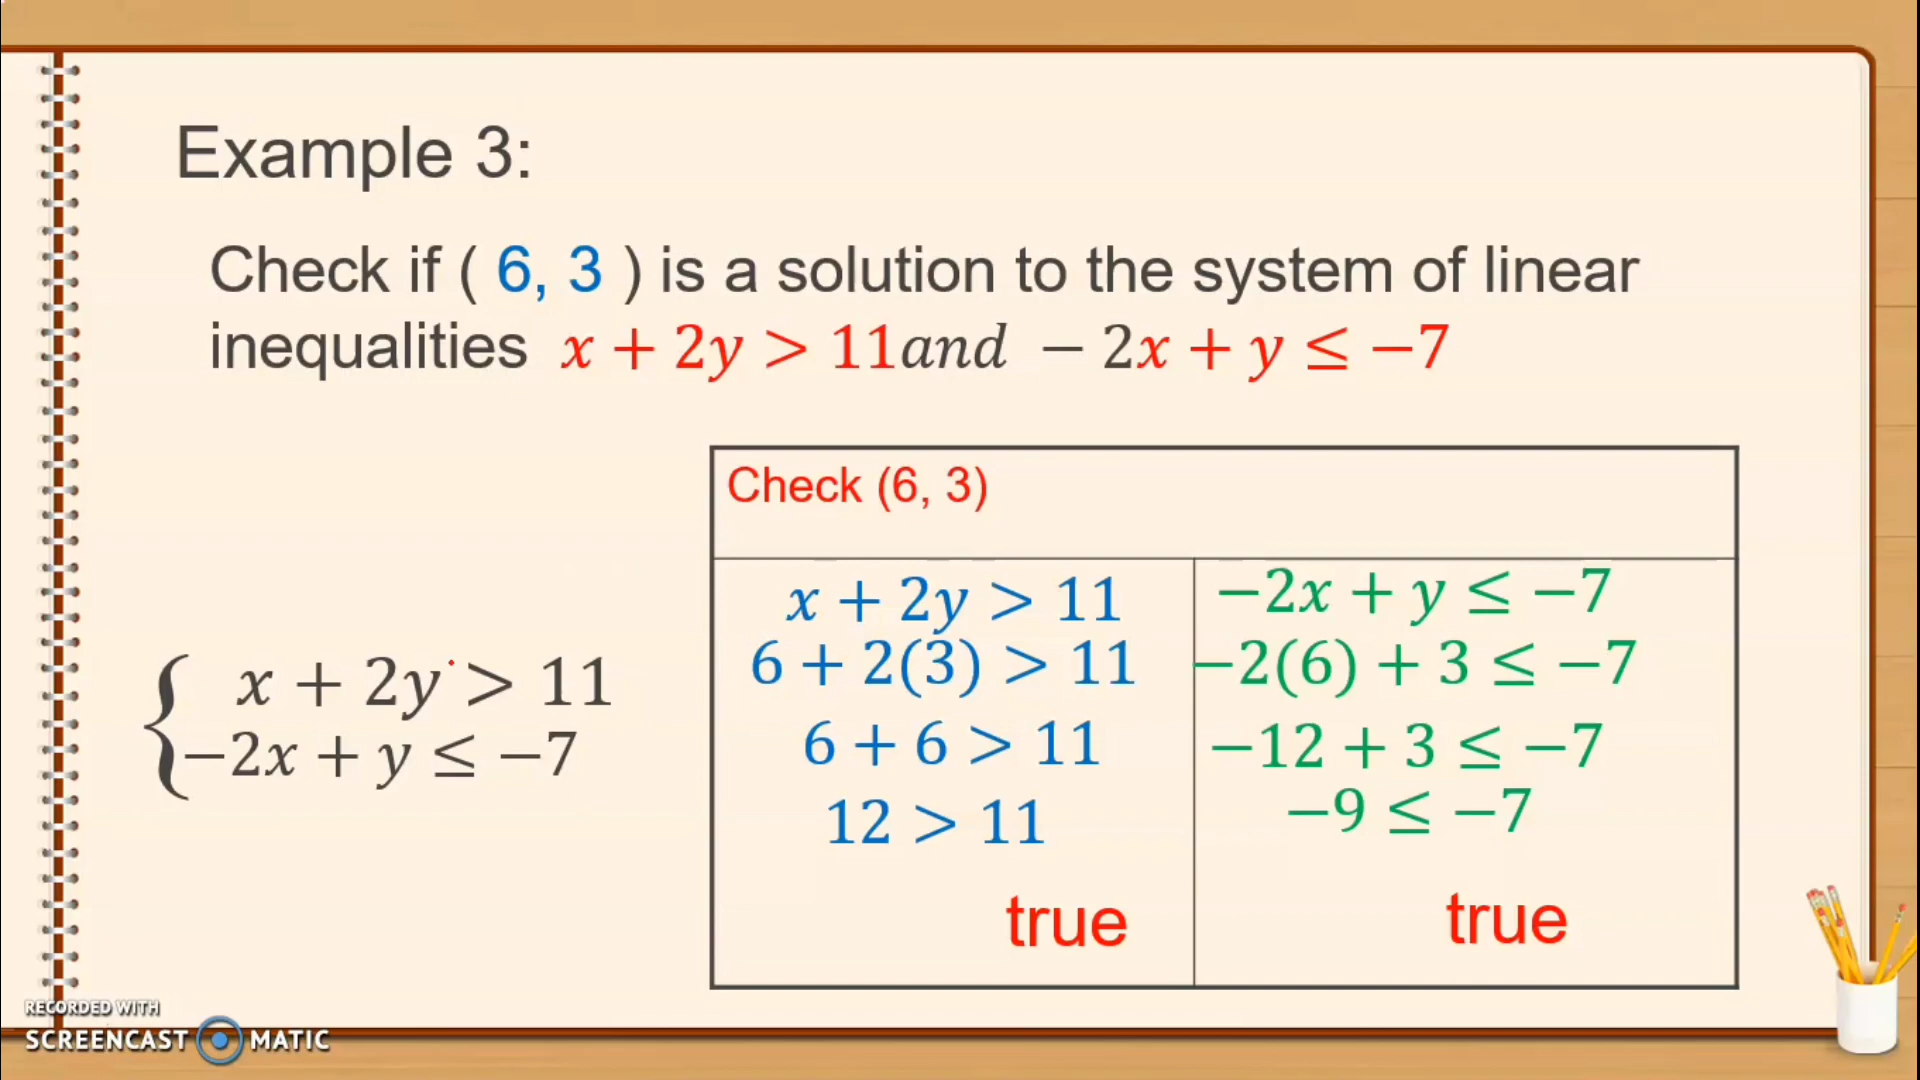 Example 3:
Check if ( 6, 3 ) is a solution to the system of linear
inequalities x + 2y > 11and − 2x + y ≤ −7
Check (6, 3)
x + 2y > 11
6 + 2(3) > 11
6 + 6 > 11
12 > 11
true
−2x + y ≤ −7
−2(6) + 3 ≤ −7
−12 + 3 ≤ −7
−9 ≤ −7
true
x + 2y > 11
−2x + y ≤ −7
RECORDED WITH
SCREENCAST MATIC